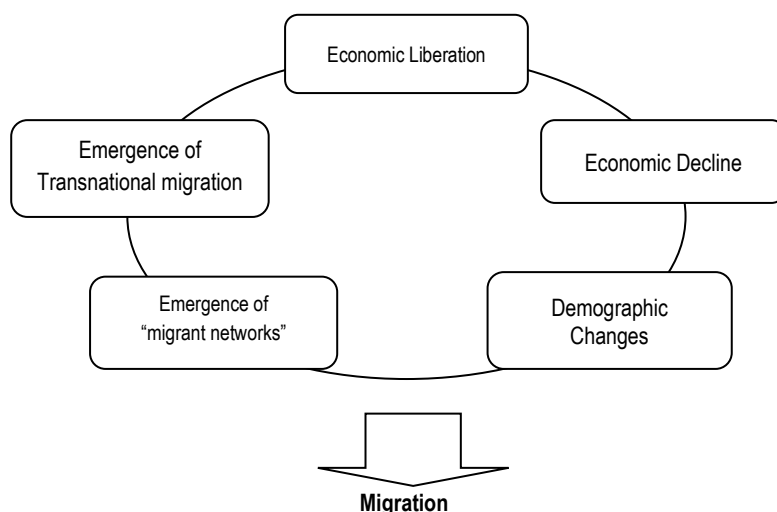 Economic Liberation
Emergence of
Transnational migration
Economic Decline
Emergence of
“migrant networks”
Demographic
Changes
Migration